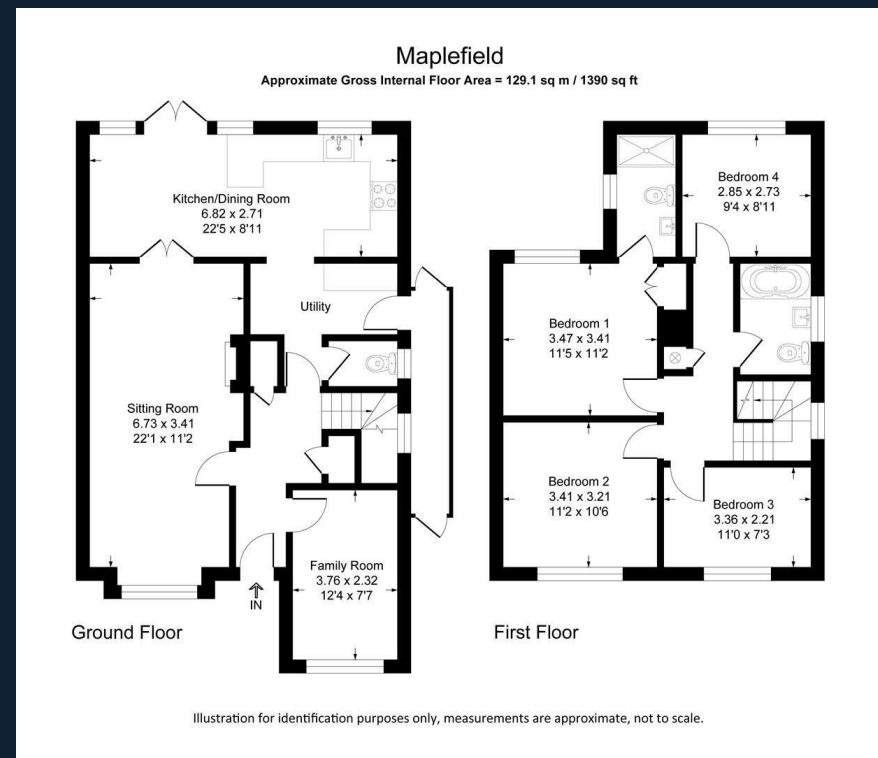 Maplefield
Approximate Gross Internal Floor Area = 129.1 sq m / 1390 sq ft
Kitchen/Dining Room
6.82 x 2.71
22'5 x 8'11
Utility
Sitting Room
6.73 x 3.41
22'1 x 11'2
Family Room
3.76 x 2.32
12'4 x 7'7
IN
Ground Floor
Bedroom 4
2.85 x 2.73
9'4 x 8'11
Bedroom 1
3.47 x 3.41
11'5 x 11'2
Bedroom 2
3.41 x 3.21
11'2 x 10'6
Bedroom 3
3.36 x 2.21
11'0 x 7'3
First Floor
Illustration for identification purposes only, measurements are approximate, not to scale.